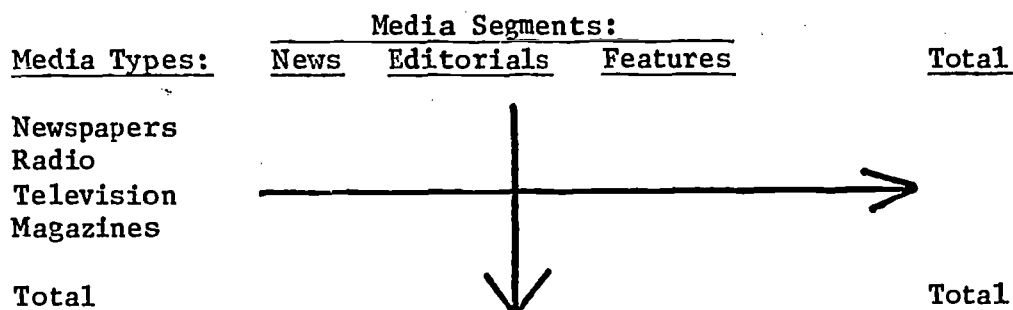 Media Segments:
Media Types: News Editorials Features Total
Newspapers
Radio
Television
Magazines
Total Total